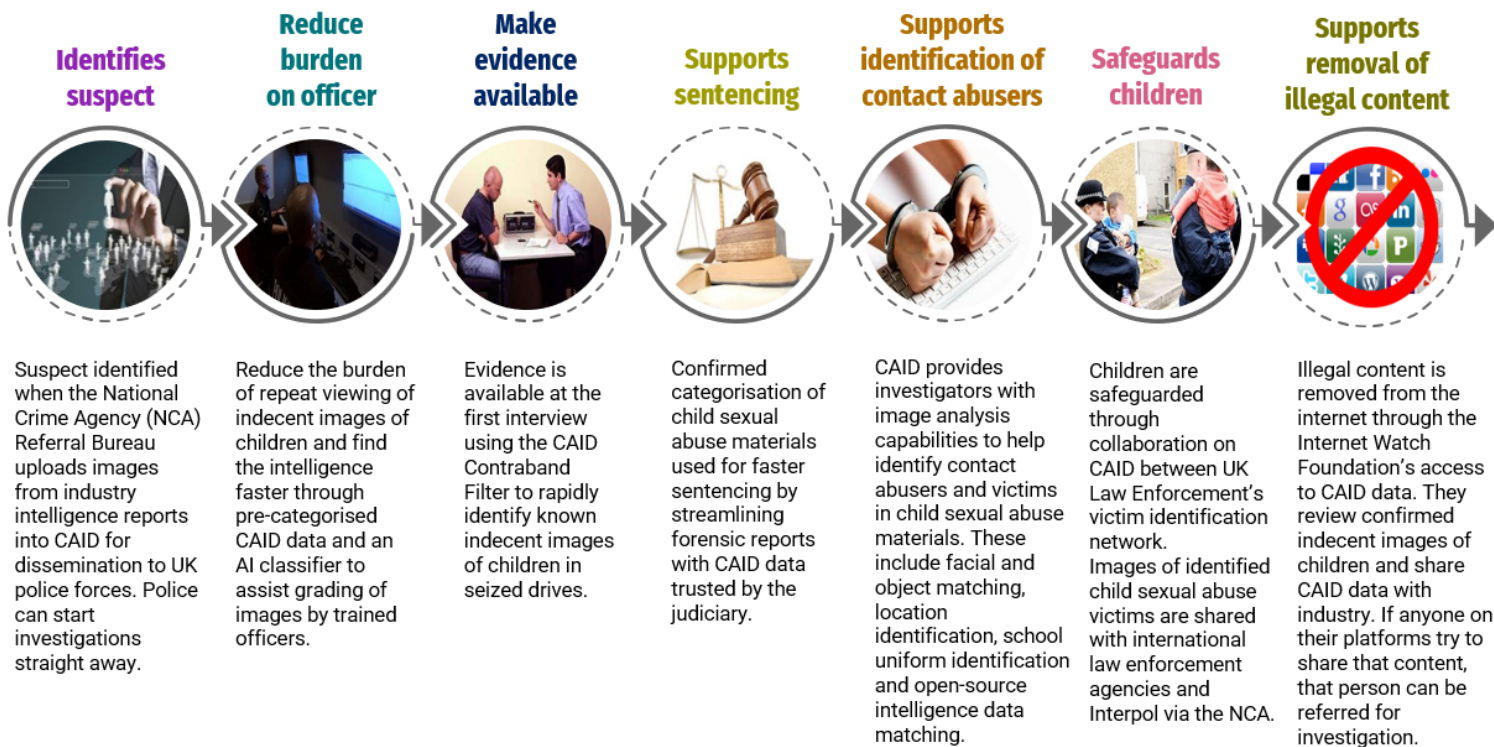 Identifies
suspect
Reduce
burden
on officer
Make
evidence
available
Supports
sentencing
Supports
identification of
contact abusers
Safeguards
children
Supports
removal of
illegal content
Suspect identified
when the National
Crime Agency (NCA)
Referral Bureau
uploads images
from industry
intelligence reports
into CAID for
dissemination to UK
police forces. Police
can start
investigations
straight away.
Reduce the burden
of repeat viewing of
indecent images of
children and find
the intelligence
faster through
pre-categorised
CAID data and an
AI classifier to
assist grading of
images by trained
officers.
Evidence is
available at the
first interview
using the CAID
Contraband
Filter to rapidly
identify known
indecent images
of children in
seized drives.
Confirmed
categorisation of
child sexual
abuse materials
used for faster
sentencing by
streamlining
forensic reports
with CAID data
trusted by the
judiciary.
CAID provides
investigators with
image analysis
capabilities to help
identify contact
abusers and victims
in child sexual abuse
materials. These
include facial and
object matching,
location
identification, school
uniform identification
and open-source
intelligence data
matching.
Children are
safeguarded
through
collaboration on
CAID between UK
Law Enforcement’s
victim identification
network.
Images of identified
child sexual abuse
victims are shared
with international
law enforcement
agencies and
Interpol via the NCA.
Illegal content is
removed from the
internet through the
Internet Watch
Foundation’s access
to CAID data. They
review confirmed
indecent images of
children and share
CAID data with
industry. If anyone on
their platforms try to
share that content,
that person can be
referred for
investigation.